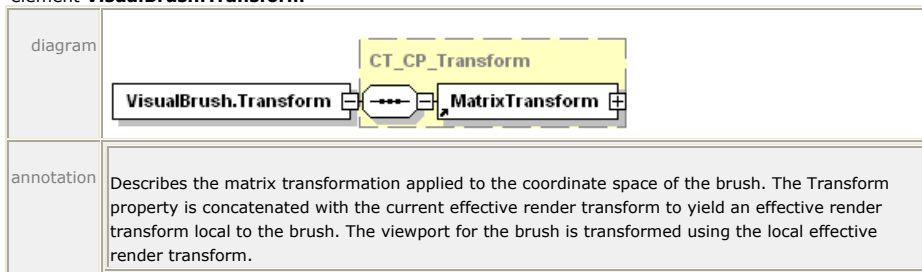 element VisualBrush.Transform
diagram
CT_CP_Transform
VisualBrush.Transform
MatrixTransform
annotation
Describes the matrix transformation applied to the coordinate space of the brush. The Transform
property is concatenated with the current effective render transform to yield an effective render
transform local to the brush. The viewport for the brush is transformed using the local effective
render transform.